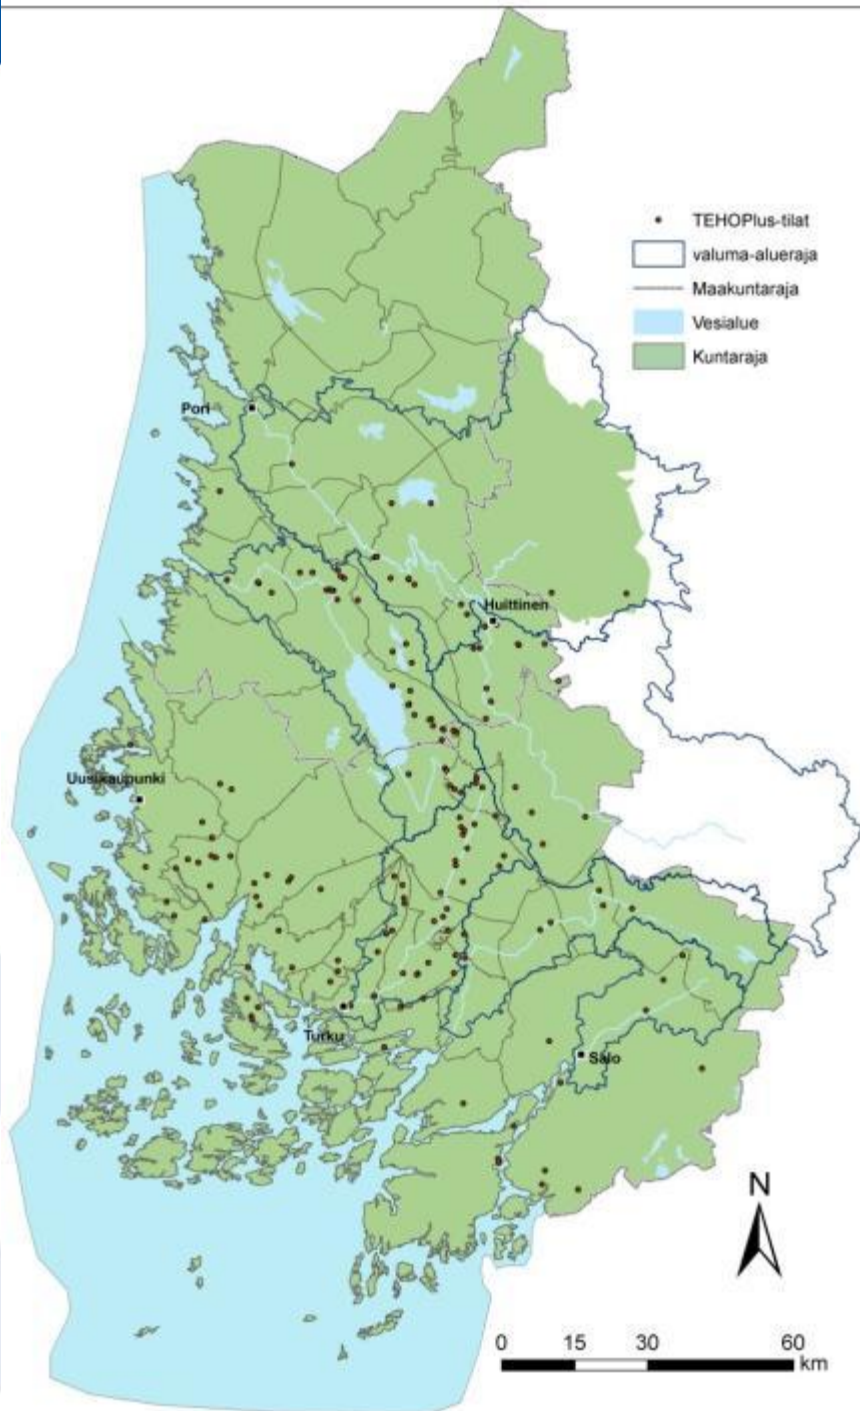 TEHOPlus-tilat
valuma-alueraja
Maakuntaraja
Vesialue
Kuntaraja
Pori
Huittinen
Uusikaupunki
Turku
Salo
N
0 15 30 60
km